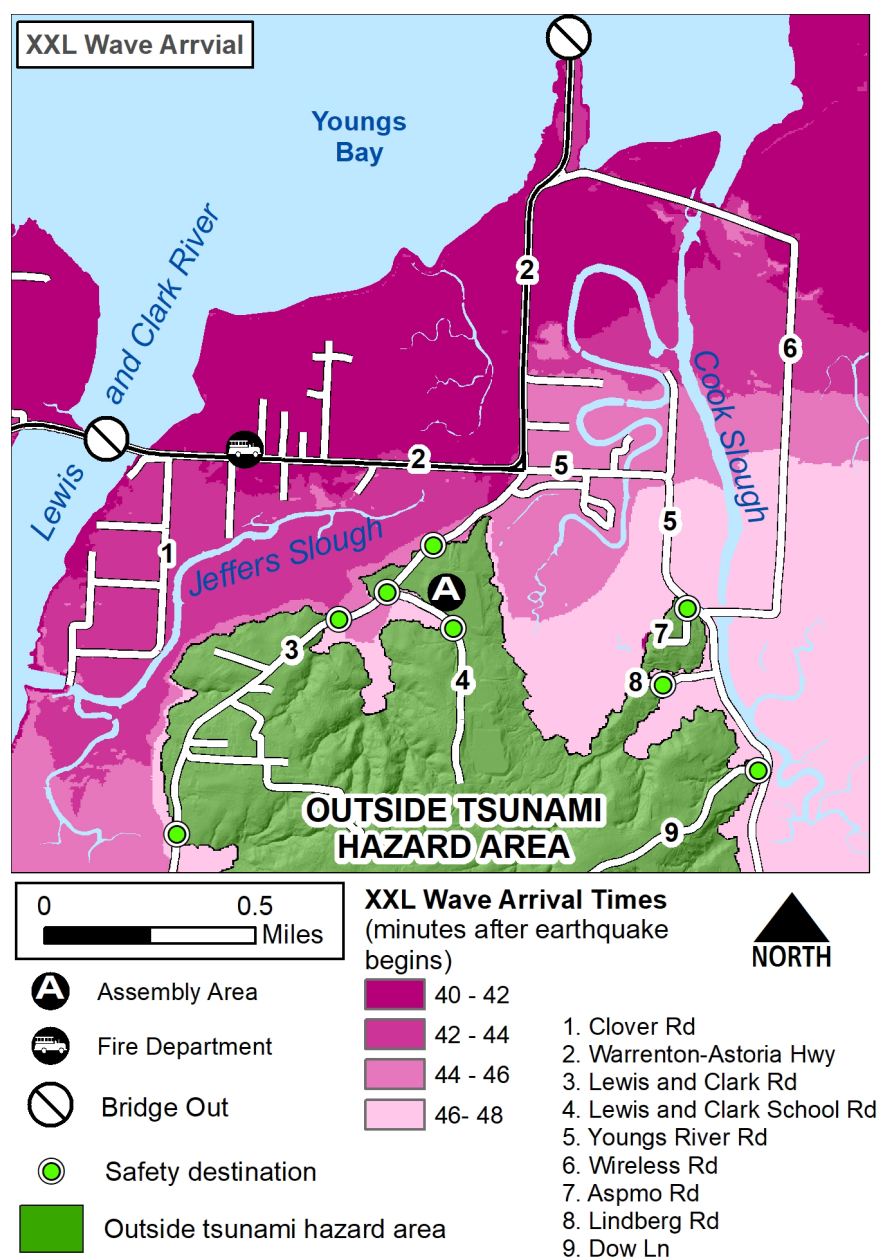 XXL Wave Arrvial
Youngs
Bay
Lewis and Clark River
2
6
Cook Slough
2
5
5
1
Jeffers Slough
A
3
7
4
8
OUTSIDE TSUNAMI
HAZARD AREA
9
0 0.5
Miles
A Assembly Area
Fire Department
Bridge Out
Safety destination
Outside tsunami hazard area
XXL Wave Arrival Times
(minutes after earthquake
begins)
40 - 42
42 - 44
44 - 46
46- 48
NORTH
1. Clover Rd
2. Warrenton-Astoria Hwy
3. Lewis and Clark Rd
4. Lewis and Clark School Rd
5. Youngs River Rd
6. Wireless Rd
7. Aspmo Rd
8. Lindberg Rd
9. Dow Ln